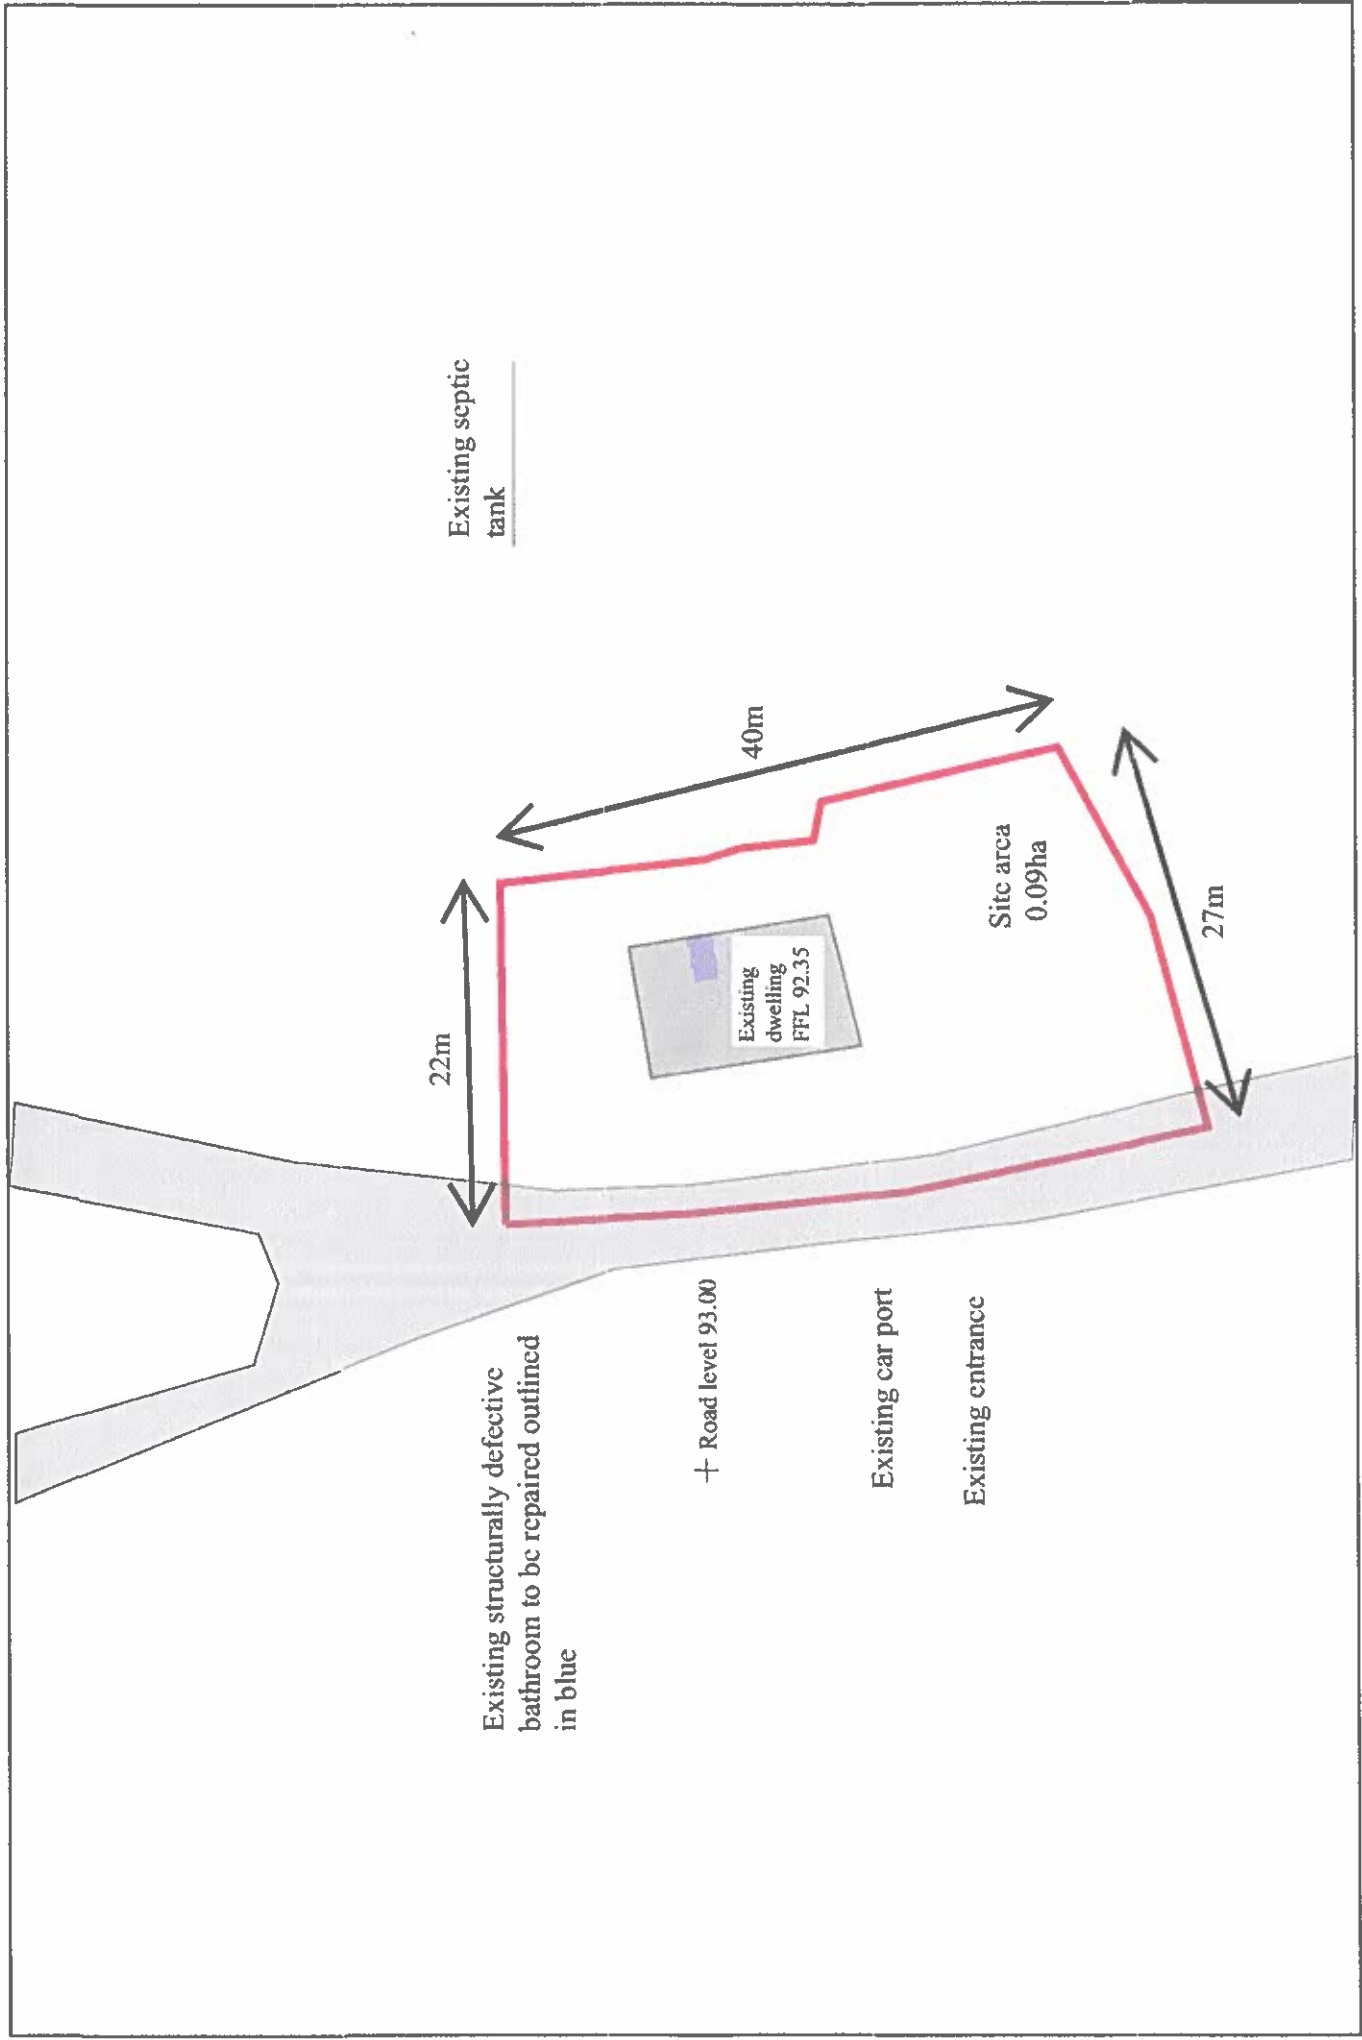 Existing septic
tank
40m
22m
Existing
dwelling
FFL 92.35
Site area
0.09ha
27m
Existing structurally defective
bathroom to be repaired outlined
in blue
+ Road level 93.00
Existing car port
Existing entrance